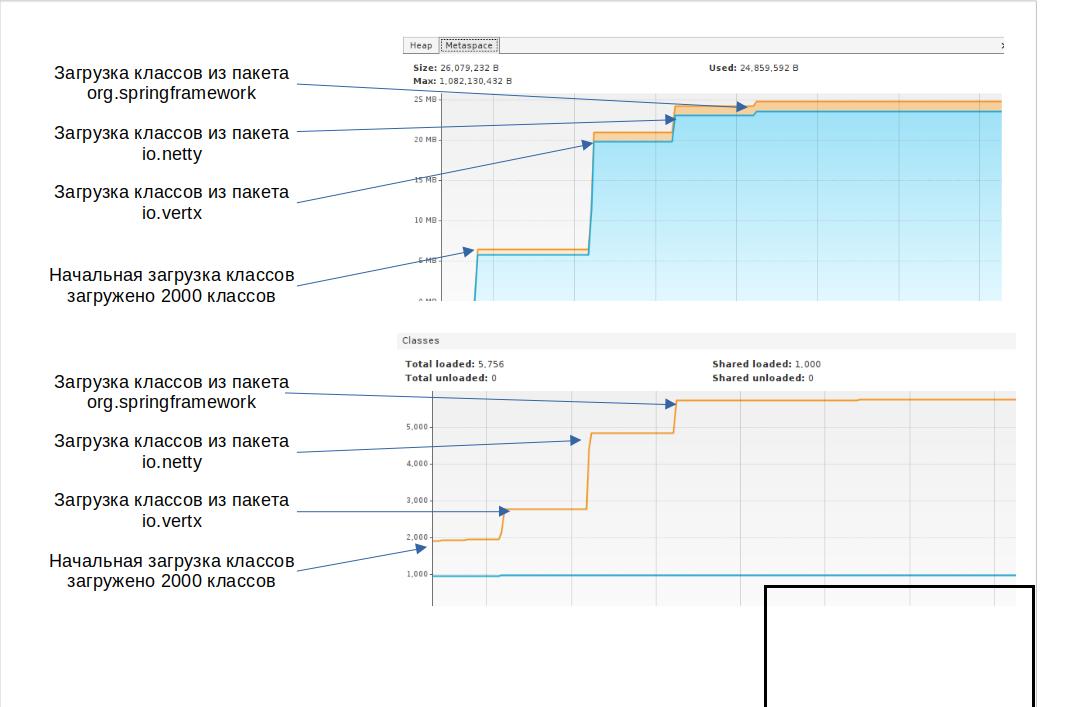 Heap Metaspace
Size: 26,079,232 B Used: 24,859,592 B
Max: 1,082,130,432 B
Загрузка классов из пакета
org.springframework
Загрузка классов из пакета
io.netty
Загрузка классов из пакета
io.vertx
Начальная загрузка классов
загружено 2000 классов
25 MB
20 MB
15 MB
10 MB
5 MB
0 MB
Classes
Total loaded: 5,756 Shared loaded: 1,000
Total unloaded: 0 Shared unloaded: 0
Загрузка классов из пакета
org.springframework
Загрузка классов из пакета
io.netty
Загрузка классов из пакета
io.vertx
Начальная загрузка классов
загружено 2000 классов
5,000
4,000
3,000
2,000
1,000